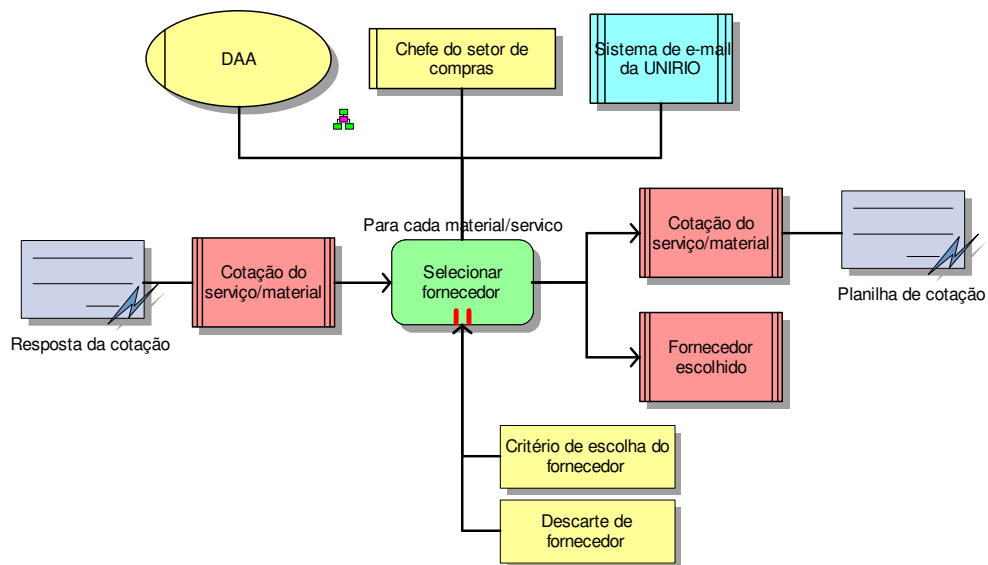 DAA
Chefe do setor de
compras
Sistema de e-mail
da UNIRIO
Para cada material/servico
Resposta da cotação
Cotação do
serviço/material
Selecionar
fornecedor
Cotação do
serviço/material
Planilha de cotação
Fornecedor
escolhido
Critério de escolha do
fornecedor
Descarte de
fornecedor